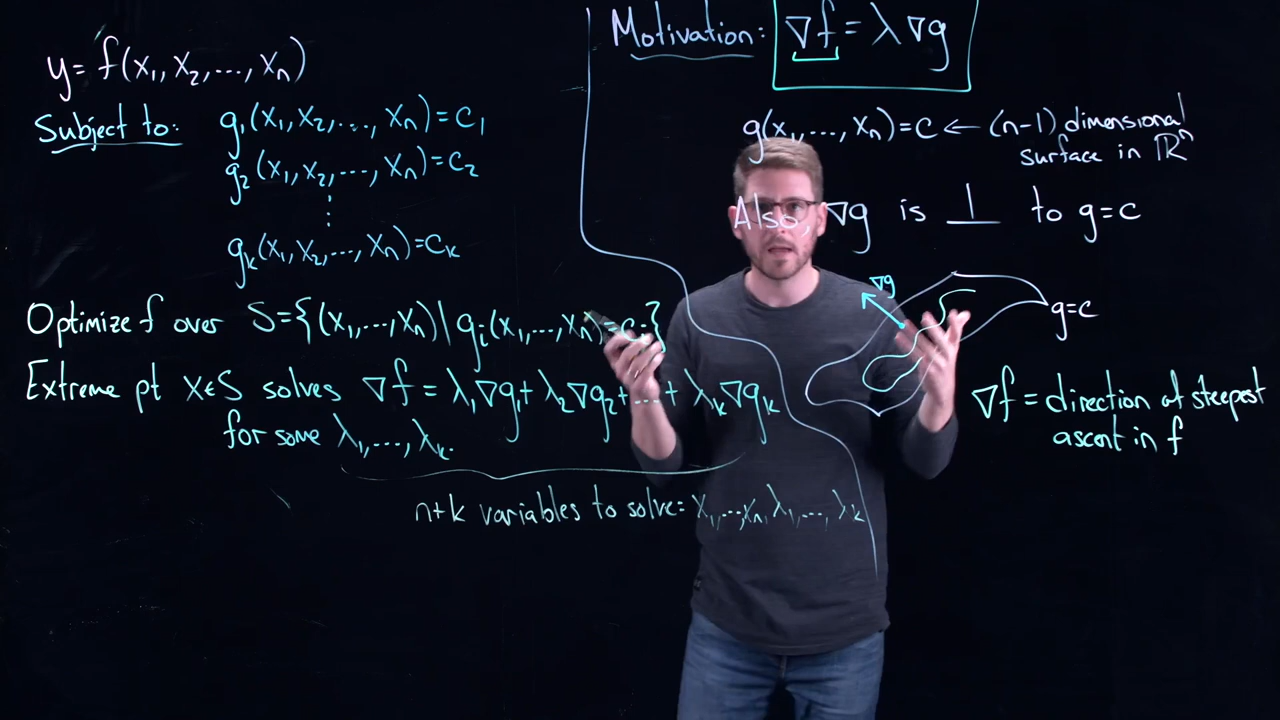 y = f(x₁, x₂, ..., xₙ)
Subject to: g₁(x₁, x₂, ..., xₙ) = c₁
g₂(x₁, x₂, ..., xₙ) = c₂
⋮
gₖ(x₁, x₂, ..., xₙ) = cₖ
Optimize f over S = {(x₁, ..., xₙ) | gᵢ(x₁, ..., xₙ) = cᵢ}
Extreme pt x∈S solves ∇f = λ₁∇g₁ + λ₂∇g₂ + ... + λₖ∇gₖ
for some λ₁, ..., λₖ.
n+k variables to solve: x₁, ..., xₙ, λ₁, ..., λₖ
Motivation: ∇f = λ∇g
g(x₁, ..., xₙ) = c ← (n-1) dimensional
surface in ℝⁿ
Also, ∇g is ⊥ to g=c
∇g
g=c
∇f = direction of steepest
ascent in f